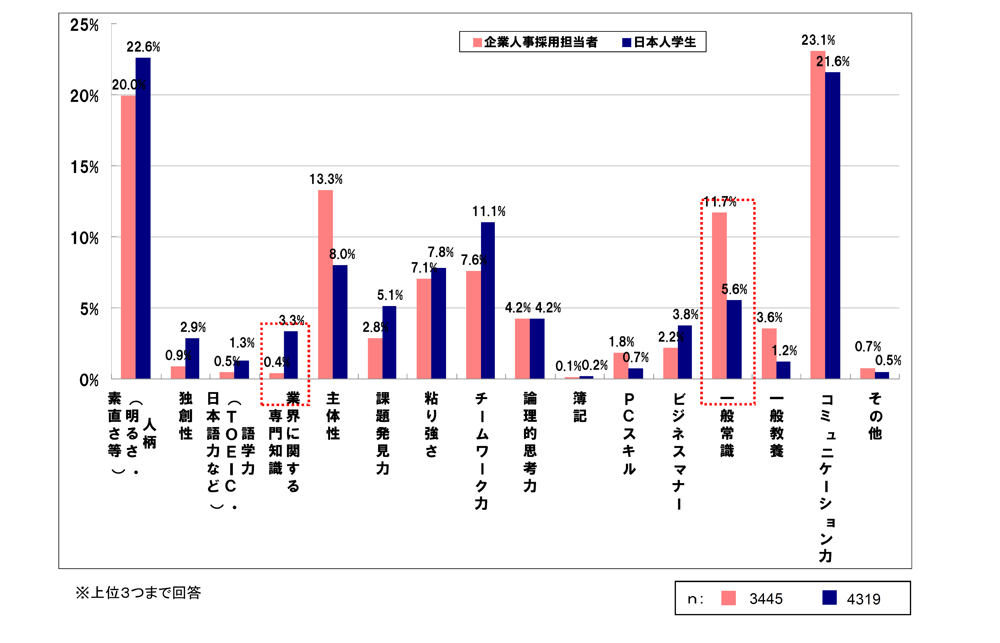 25%
20%
15%
10%
5%
0%
企業人事採用担当者
日本人学生
20.0%
22.6%
0.9%
2.9%
0.5%
1.3%
0.4%
3.3%
13.3%
8.0%
2.8%
5.1%
7.1%
7.8%
7.6%
11.1%
4.2%
4.2%
0.1%
0.2%
1.8%
0.7%
2.2%
3.8%
11.7%
5.6%
3.6%
1.2%
23.1%
21.6%
0.7%
0.5%
人柄
（明るさ・
素直さ等）
独創性
語学力
（TOEIC・
日本語力など）
業界に関する
専門知識
主体性
課題発見力
粘り強さ
チームワーク力
論理的思考力
簿記
PCスキル
ビジネスマナー
一般常識
一般教養
コミュニケーション力
その他
※上位３つまで回答
ｎ：
3445
4319